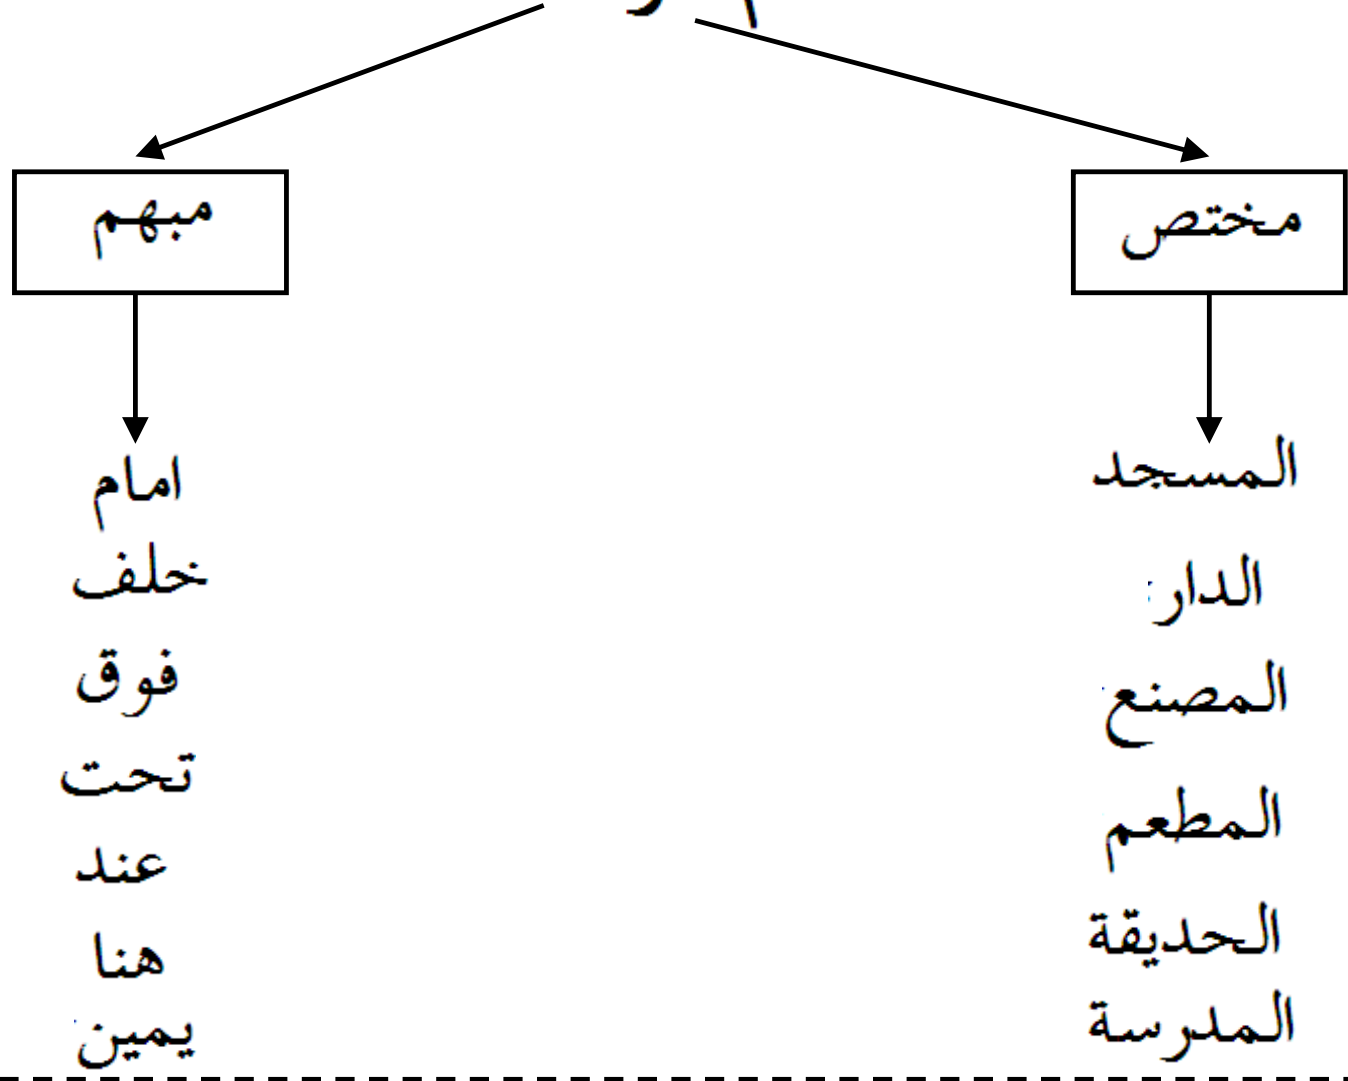 مختص
مبهم
المسجد
الدار
المصنع
المطعم
الحديقة
المدرسة
امام
خلف
فوق
تحت
عند
هنا
يمين